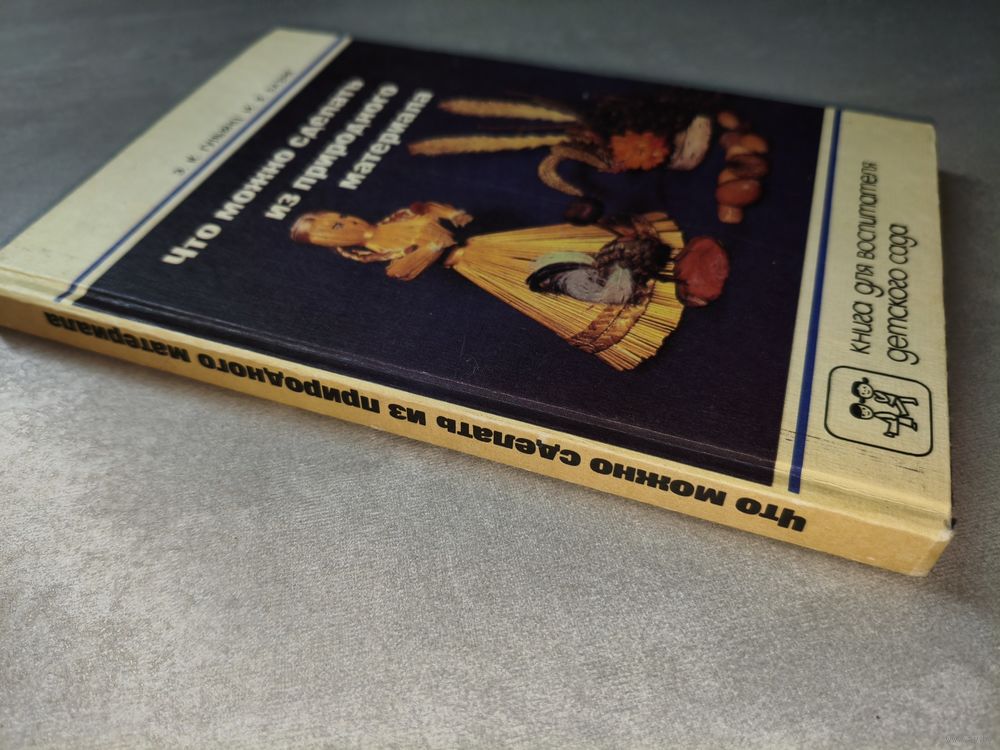 Что можно сделать
из природного
материала
книга для воспитателя
детского сада
Что можно сделать из природного материала